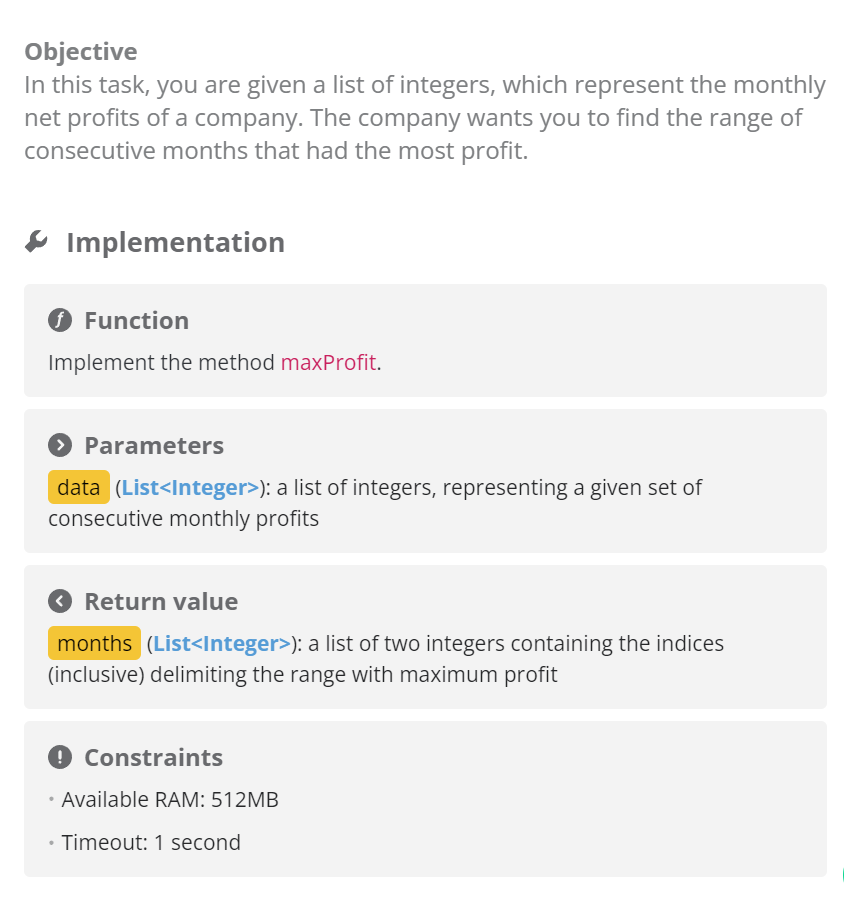 Objective
In this task, you are given a list of integers, which represent the monthly
net profits of a company. The company wants you to find the range of
consecutive months that had the most profit.
Implementation
Function
Implement the method maxProfit.
Parameters
data (List<Integer>): a list of integers, representing a given set of
consecutive monthly profits
Return value
months (List<Integer>): a list of two integers containing the indices
(inclusive) delimiting the range with maximum profit
Constraints
• Available RAM: 512MB
• Timeout: 1 second